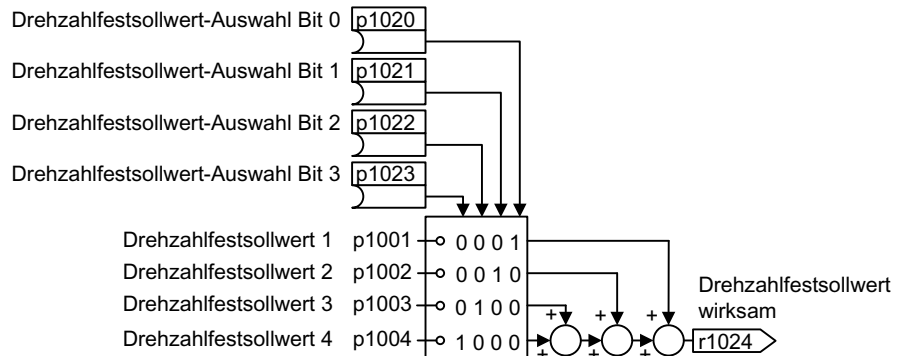 Drehzahlfestsollwert-Auswahl Bit 0 p1020
Drehzahlfestsollwert-Auswahl Bit 1 p1021
Drehzahlfestsollwert-Auswahl Bit 2 p1022
Drehzahlfestsollwert-Auswahl Bit 3 p1023
Drehzahlfestsollwert 1 p1001 0 0 0 1
Drehzahlfestsollwert 2 p1002 0 0 1 0
Drehzahlfestsollwert
wirksam
Drehzahlfestsollwert 3 p1003 0 1 0 0 + + +
Drehzahlfestsollwert 4 p1004 1 0 0 0 r1024
+ + +